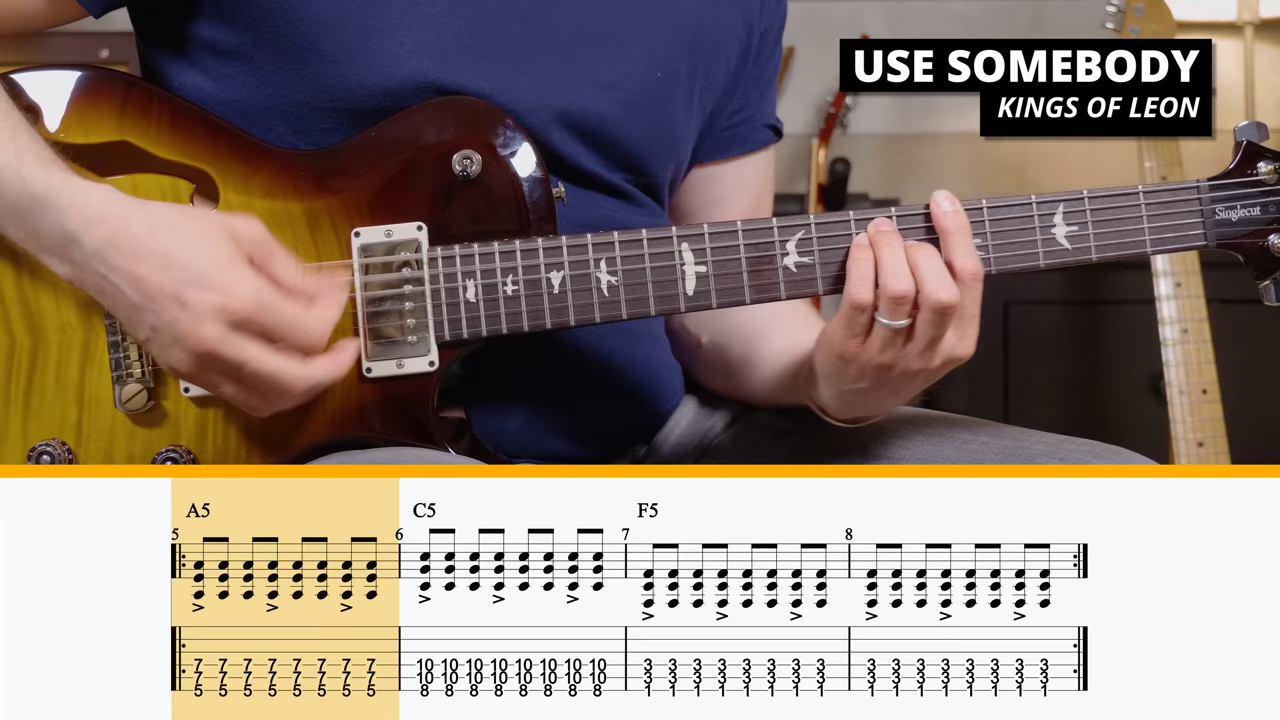 USE SOMEBODY
KINGS OF LEON
Singlecut
A5 C5 F5
5 6 7 8
7 7 7 7 7 7 7 7 10 10 10 10 10 10 10 10 3 3 3 3 3 3 3 3 3 3 3 3 3 3 3 3
7 7 7 7 7 7 7 7 10 10 10 10 10 10 10 10 3 3 3 3 3 3 3 3 3 3 3 3 3 3 3 3
5 5 5 5 5 5 5 5 8 8 8 8 8 8 8 8 1 1 1 1 1 1 1 1 1 1 1 1 1 1 1 1